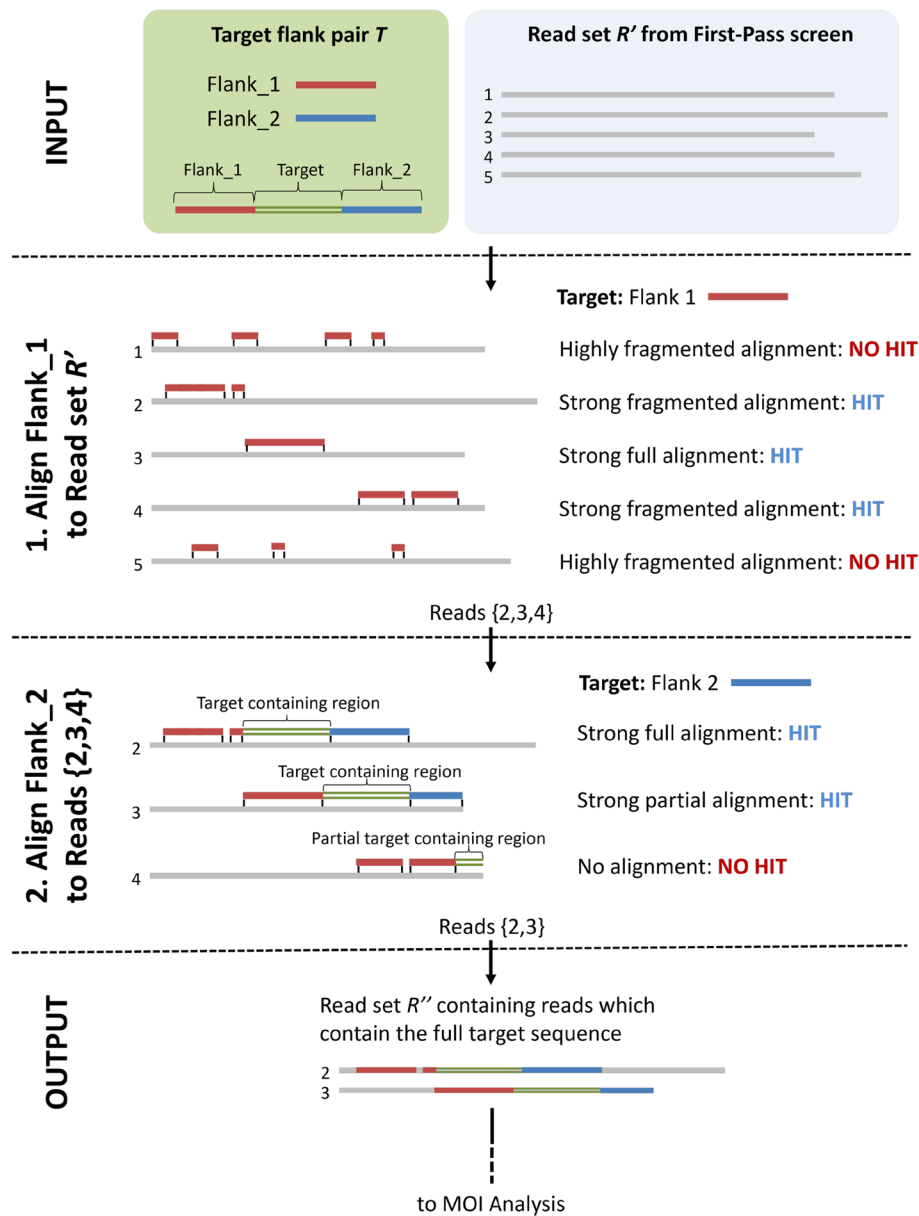 INPUT
Target flank pair T
Flank_1
Flank_2
Flank_1 Target Flank_2
Read set R’ from First-Pass screen
1
2
3
4
5
1. Align Flank_1
to Read set R’
Target: Flank 1
1 Highly fragmented alignment: NO HIT
2 Strong fragmented alignment: HIT
3 Strong full alignment: HIT
4 Strong fragmented alignment: HIT
5 Highly fragmented alignment: NO HIT
Reads {2,3,4}
2. Align Flank_2
to Reads {2,3,4}
Target: Flank 2
Target containing region
2 Strong full alignment: HIT
Target containing region
3 Strong partial alignment: HIT
Partial target containing region
4 No alignment: NO HIT
Reads {2,3}
OUTPUT
Read set R’’ containing reads which
contain the full target sequence
2
3
to MOI Analysis